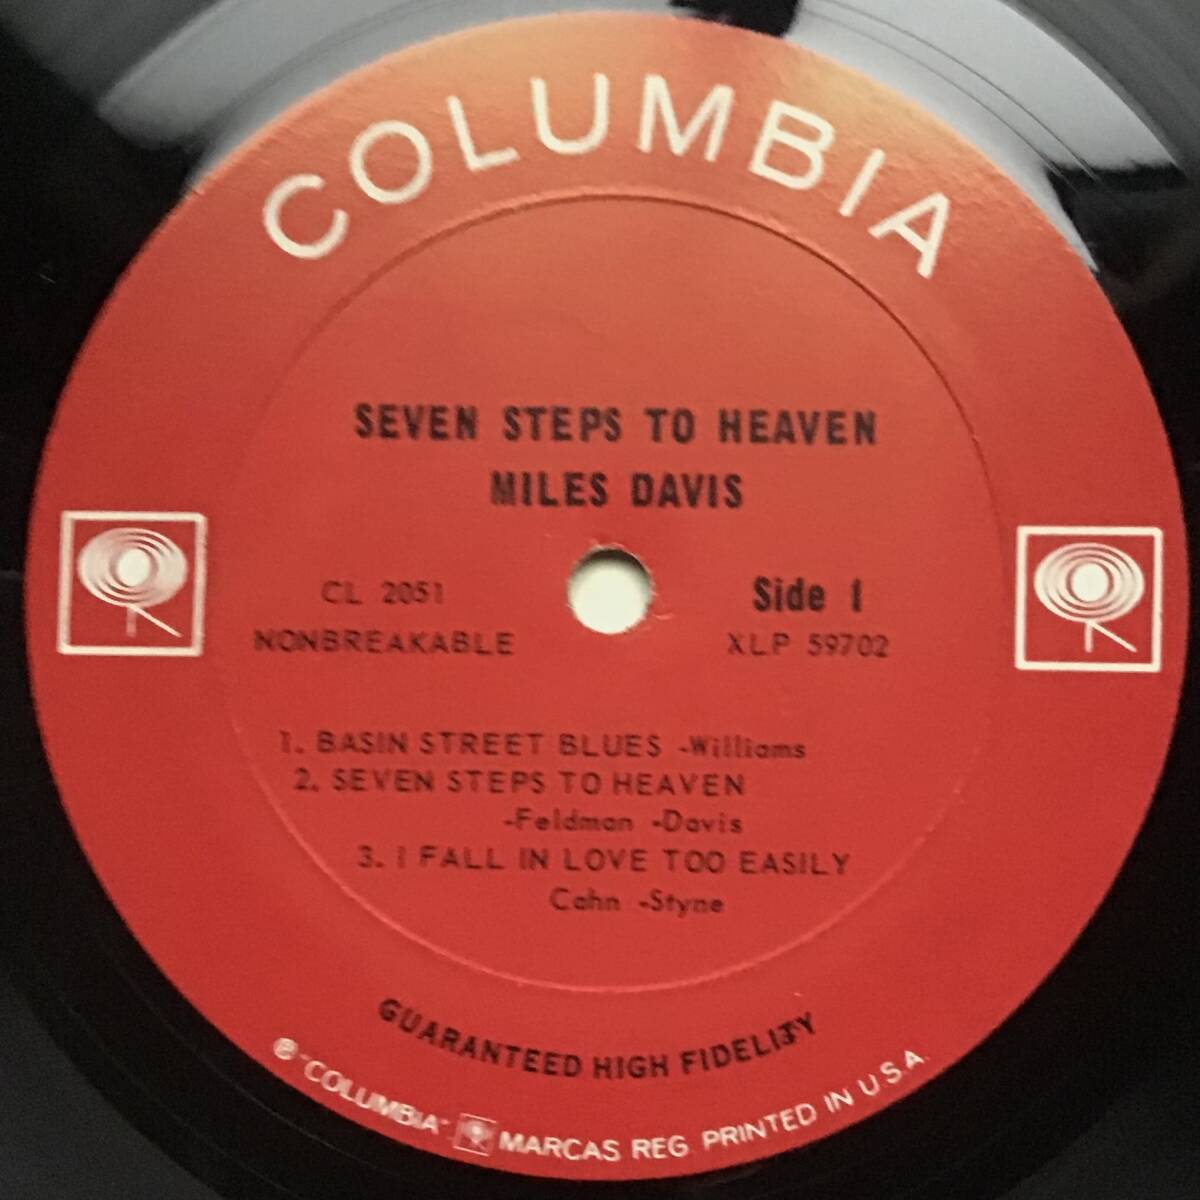 COLUMBIA
SEVEN STEPS TO HEAVEN
MILES DAVIS
CL 2051
NONBREAKABLE
Side 1
XLP 59702
1. BASIN STREET BLUES -Williams
2. SEVEN STEPS TO HEAVEN
-Feldman -Davis
3. I FALL IN LOVE TOO EASILY
Cahn -Styne
GUARANTEED HIGH FIDELITY
℗ "COLUMBIA" MARCAS REG. PRINTED IN U.S.A.